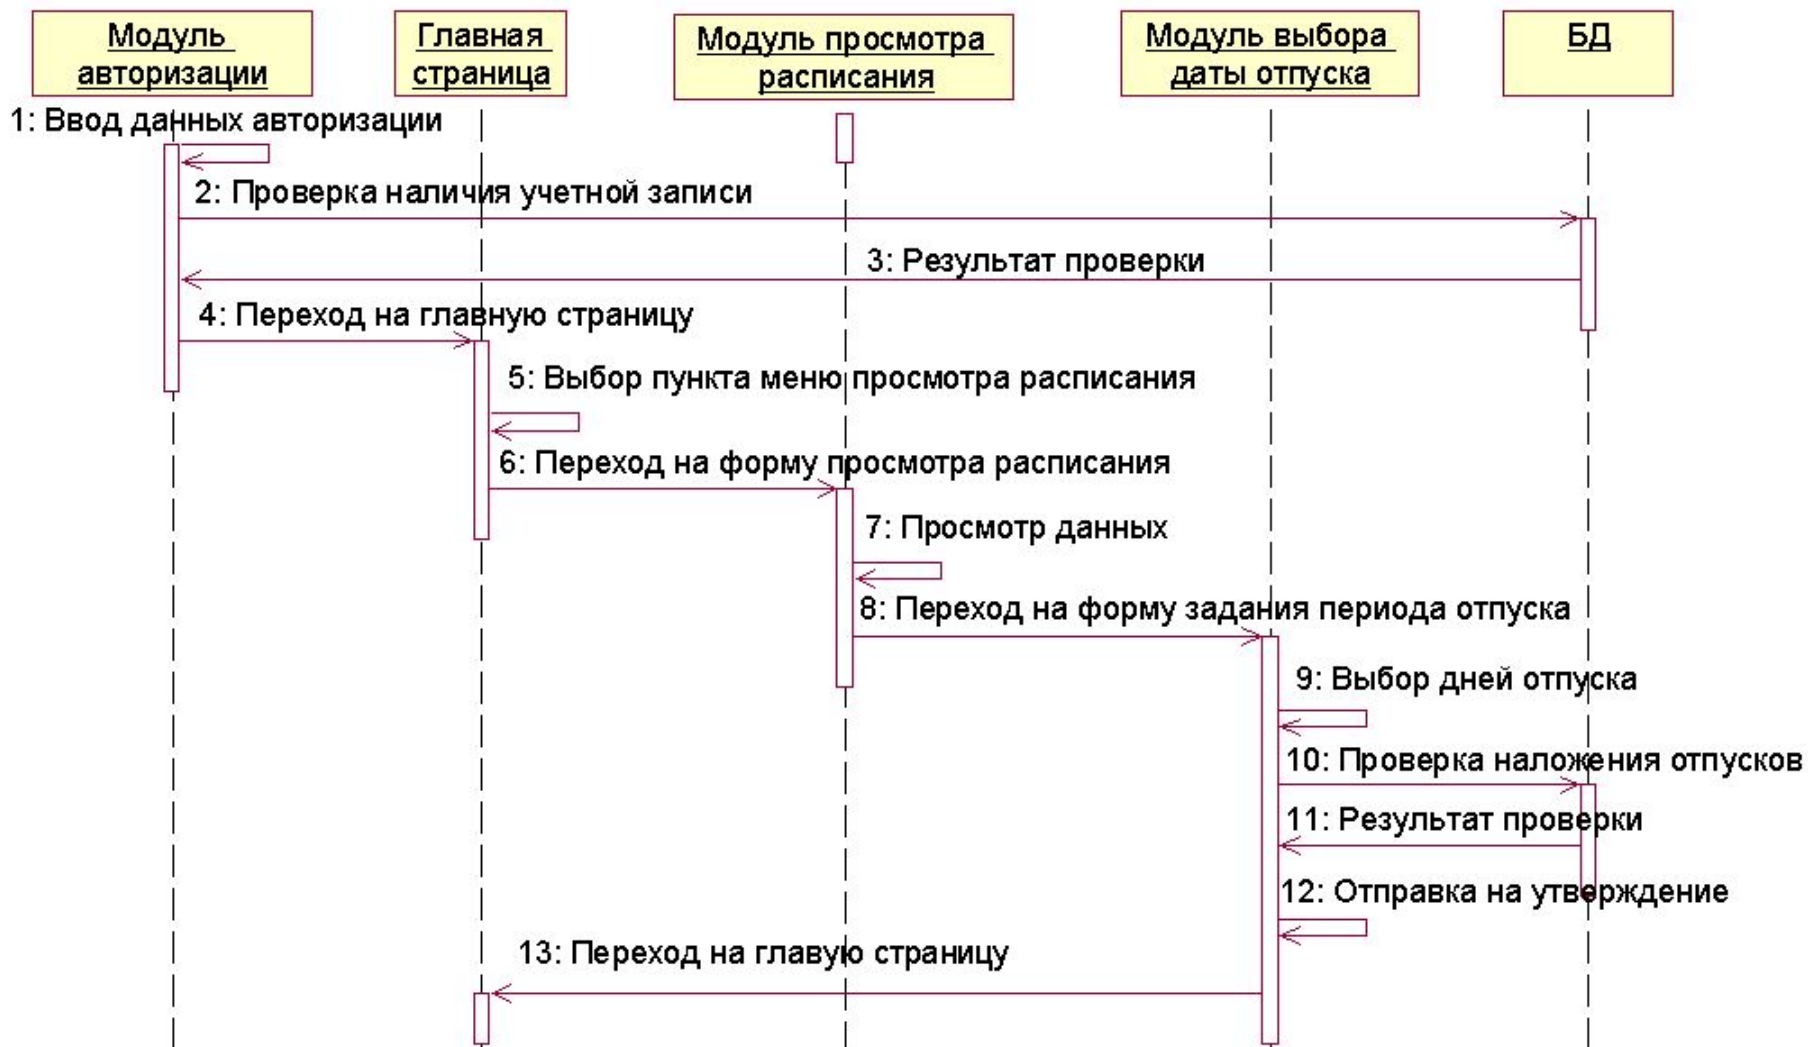 Модуль
авторизации
Главная
страница
Модуль просмотра
расписания
Модуль выбора
даты отпуска
БД
1: Ввод данных авторизации
2: Проверка наличия учетной записи
3: Результат проверки
4: Переход на главную страницу
5: Выбор пункта меню просмотра расписания
6: Переход на форму просмотра расписания
7: Просмотр данных
8: Переход на форму задания периода отпуска
9: Выбор дней отпуска
10: Проверка наложения отпусков
11: Результат проверки
12: Отправка на утверждение
13: Переход на главую страницу